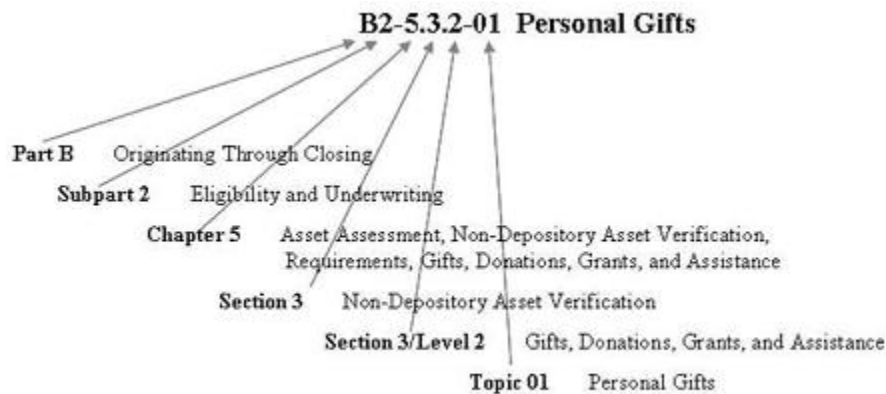 B2-5.3.2-01 Personal Gifts
Part B Originating Through Closing
Subpart 2 Eligibility and Underwriting
Chapter 5 Asset Assessment, Non-Depository Asset Verification,
Requirements, Gifts, Donations, Grants, and Assistance
Section 3 Non-Depository Asset Verification
Section 3/Level 2 Gifts, Donations, Grants, and Assistance
Topic 01 Personal Gifts